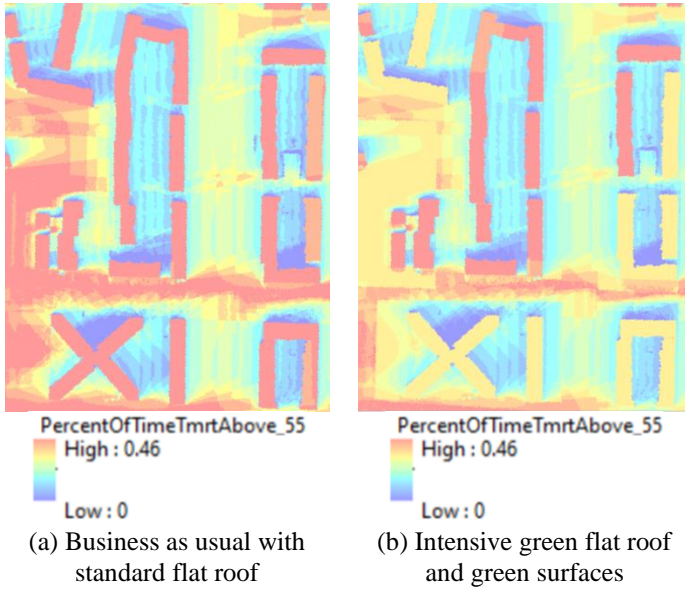 PercentOfTimeTmrtAbove_55
High : 0.46
Low : 0
(a) Business as usual with
standard flat roof
PercentOfTimeTmrtAbove_55
High : 0.46
Low : 0
(b) Intensive green flat roof
and green surfaces